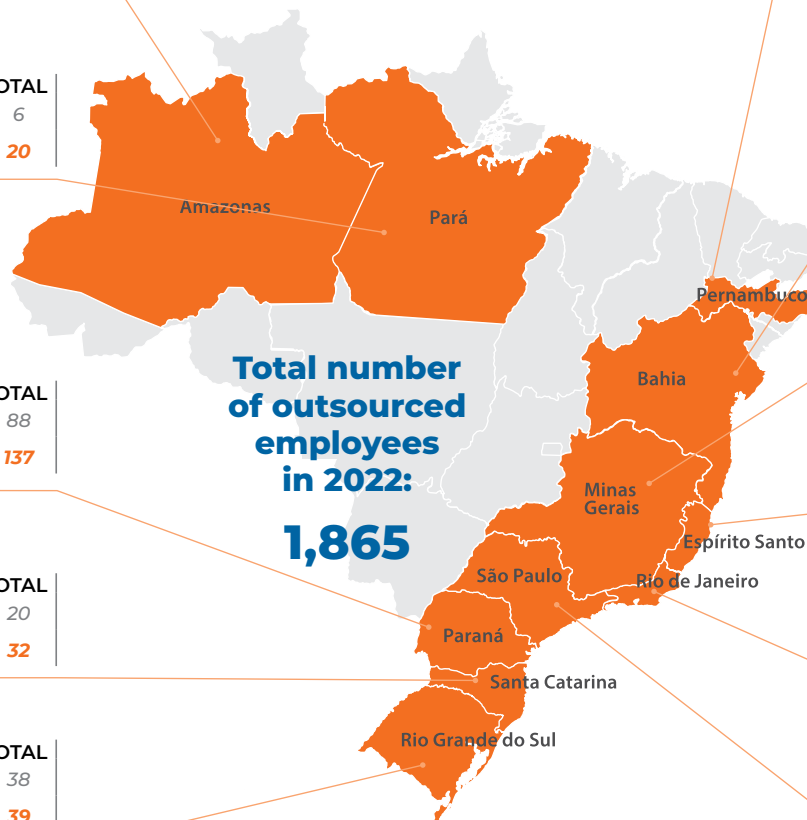 OTAL
6
20
Amazonas
Pará
Pernambuco
Bahia
Total number
of outsourced
employees
in 2022:
1,865
OTAL
88
137
Minas
Gerais
Espírito Santo
São Paulo
Rio de Janeiro
OTAL
20
32
Paraná
Santa Catarina
Rio Grande do Sul
OTAL
38
39